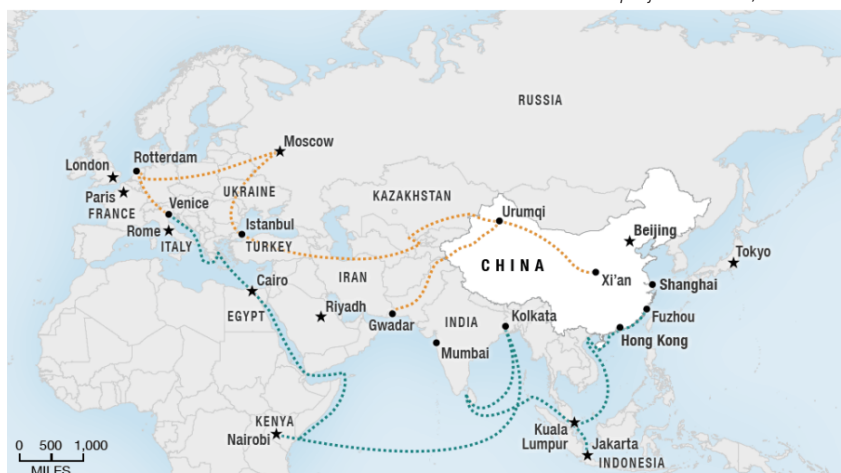 RUSSIA
Moscow
Rotterdam
London
Paris
FRANCE
Venice
UKRAINE
KAZAKHSTAN
Urumqi
Rome
ITALY
Istanbul
TURKEY
Beijing
Tokyo
CHINA
Xi'an
Shanghai
IRAN
Cairo
EGYPT
Riyadh
Gwadar
INDIA
Kolkata
Fuzhou
Mumbai
Hong Kong
KENYA
Nairobi
Kuala
Lumpur
Jakarta
INDONESIA
0 500 1,000
MILES